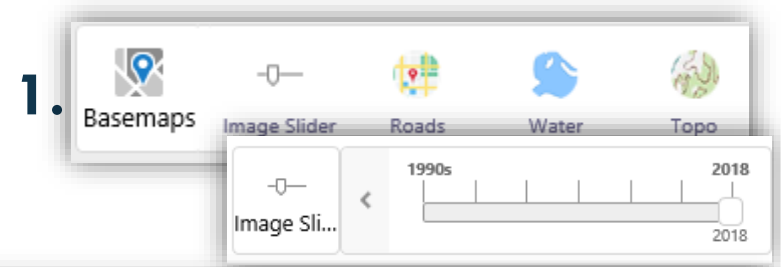 1.
Basemaps Image Slider Roads Water Topo
1990s 2018
Image Sli...
2018